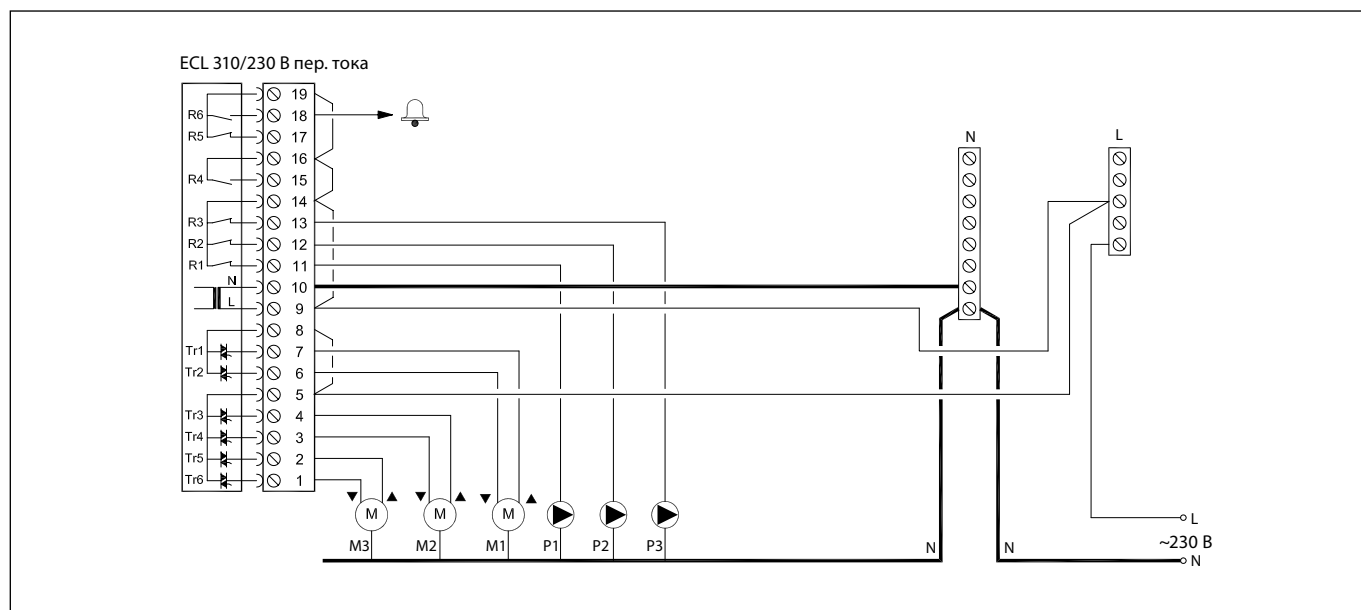 ECL 310/230 В пер. тока
19
R6 18
R5 17
16
R4 15
14
R3 13
R2 12
R1 11
N 10
L 9
8
Tr1 7
Tr2 6
5
Tr3 4
Tr4 3
Tr5 2
Tr6 1
M M M
M3 M2 M1 P1 P2 P3
N
L
N N
L
~230 В
N